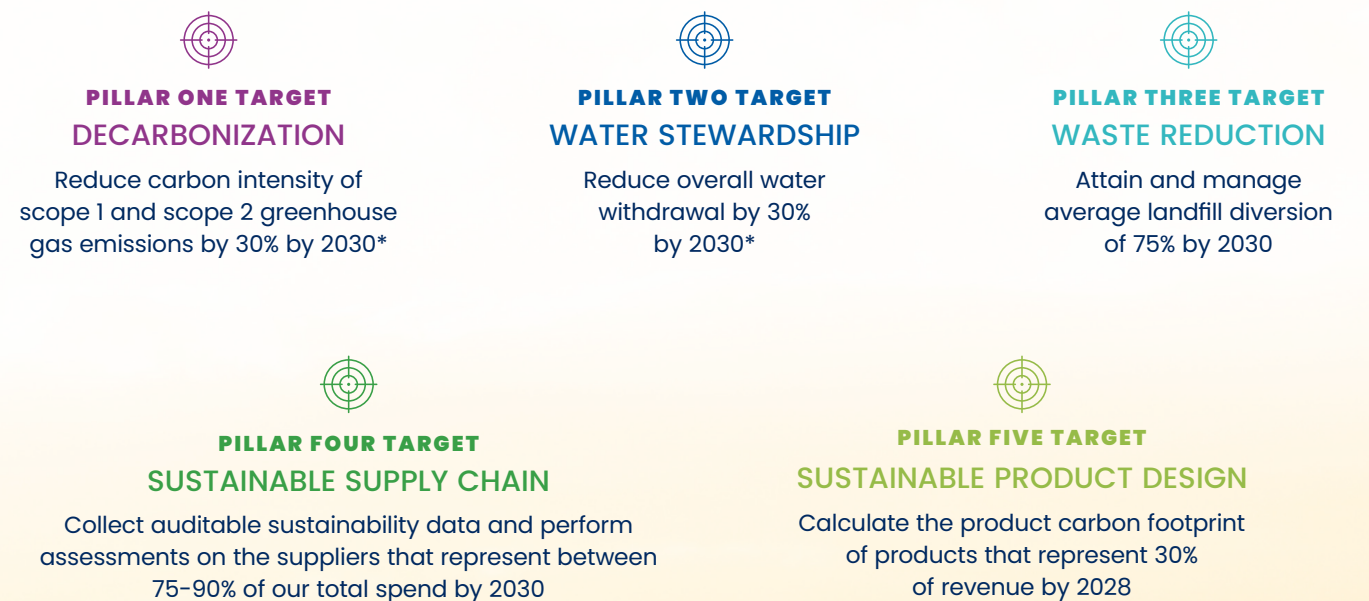 PILLAR ONE TARGET
DECARBONIZATION
Reduce carbon intensity of
scope 1 and scope 2 greenhouse
gas emissions by 30% by 2030*
PILLAR TWO TARGET
WATER STEWARDSHIP
Reduce overall water
withdrawal by 30%
by 2030*
PILLAR THREE TARGET
WASTE REDUCTION
Attain and manage
average landfill diversion
of 75% by 2030
PILLAR FOUR TARGET
SUSTAINABLE SUPPLY CHAIN
Collect auditable sustainability data and perform
assessments on the suppliers that represent between
75-90% of our total spend by 2030
PILLAR FIVE TARGET
SUSTAINABLE PRODUCT DESIGN
Calculate the product carbon footprint
of products that represent 30%
of revenue by 2028